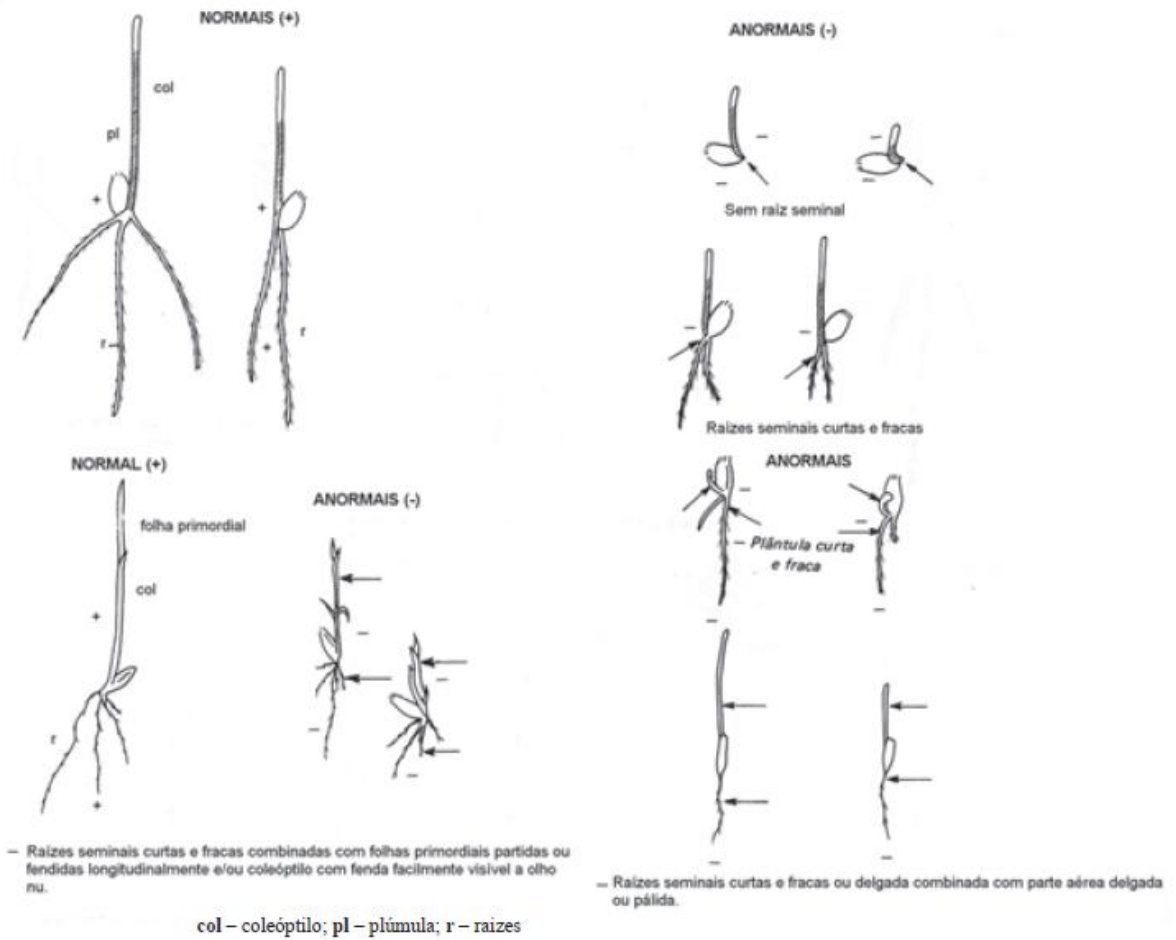 NORMAIS (+)
col
pl
+
+
r
r
+
NORMAL (+)
folha primordial
col
+
r
+
ANORMAIS (-)
–
–
–
–
– Raízes seminais curtas e fracas combinadas com folhas primordiais partidas ou
fendidas longitudinalmente e/ou coleóptilo com fenda facilmente visível a olho
nu.
ANORMAIS (-)
–
–
–
–
Sem raiz seminal
–
–
Raízes seminais curtas e fracas
ANORMAIS
–
–
– Plântula curta
e fraca
–
–
–
–
– Raízes seminais curtas e fracas ou delgada combinada com parte aérea delgada
ou pálida.
col – coleóptilo; pl – plúmula; r – raizes